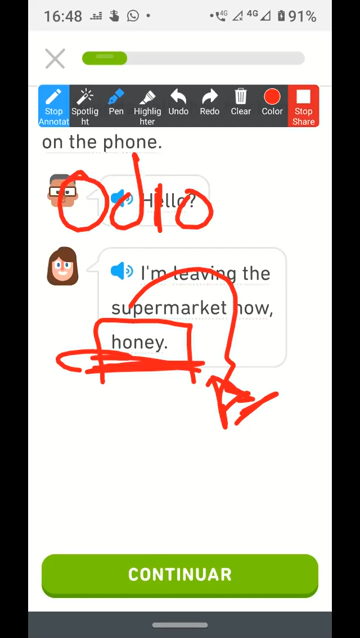 16:48 4G 4G 91%
Stop Annotat Spotlig ht Pen Highlig hter Undo Redo Clear Color Stop Share
on the phone.
Hello?
Odio
I'm leaving the
supermarket now,
honey.
CONTINUAR